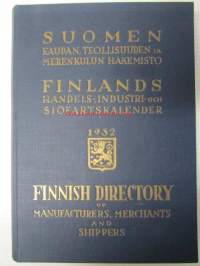 SUOMEN
KAUPAN, TEOLLISUUDEN JA
MERENKULUN HAKEMISTO
FINLANDS
HANDELS-, INDUSTRI- OCH
SJÖFARTSKALENDER
1932
FINNISH DIRECTORY
OF
MANUFACTURERS, MERCHANTS
AND
SHIPPERS